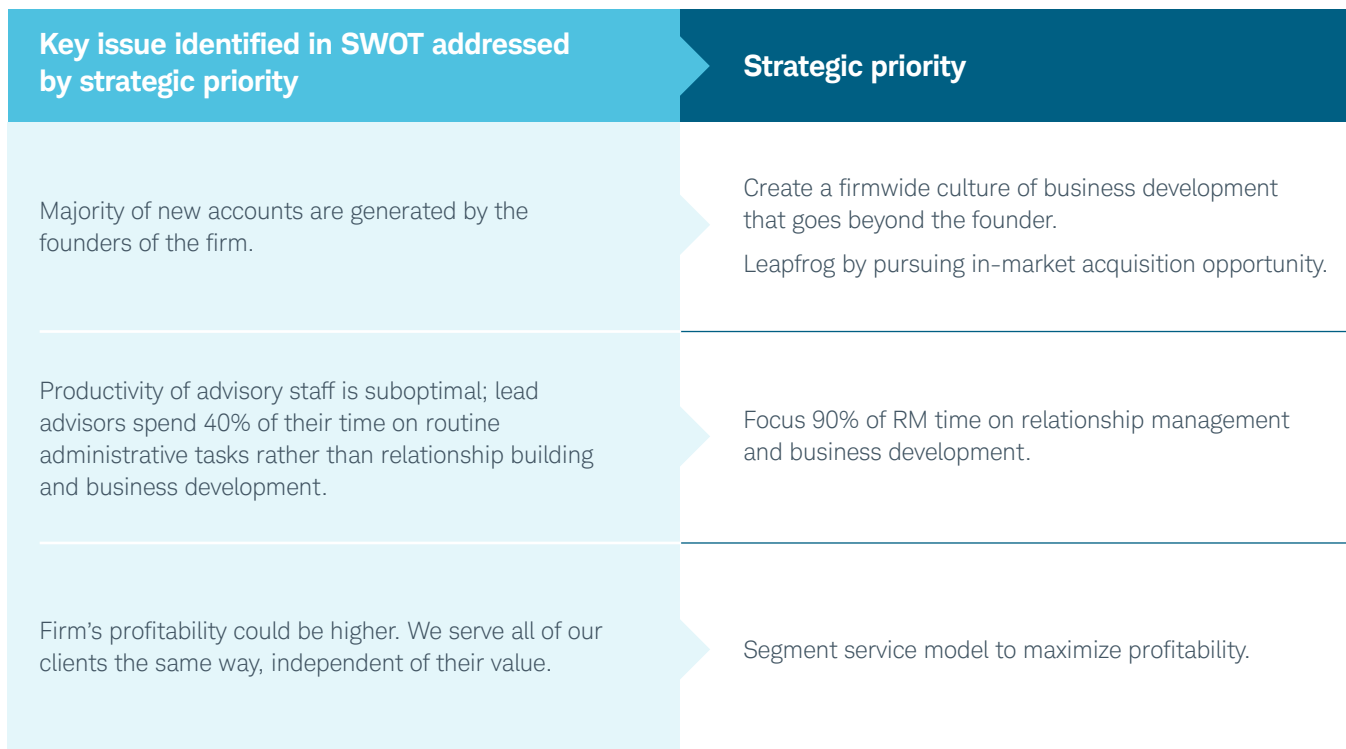 Key issue identified in SWOT addressed
by strategic priority
Strategic priority
Majority of new accounts are generated by the
founders of the firm.
Create a firmwide culture of business development
that goes beyond the founder.
Leapfrog by pursuing in-market acquisition opportunity.
Productivity of advisory staff is suboptimal; lead
advisors spend 40% of their time on routine
administrative tasks rather than relationship building
and business development.
Focus 90% of RM time on relationship management
and business development.
Firm’s profitability could be higher. We serve all of our
clients the same way, independent of their value.
Segment service model to maximize profitability.